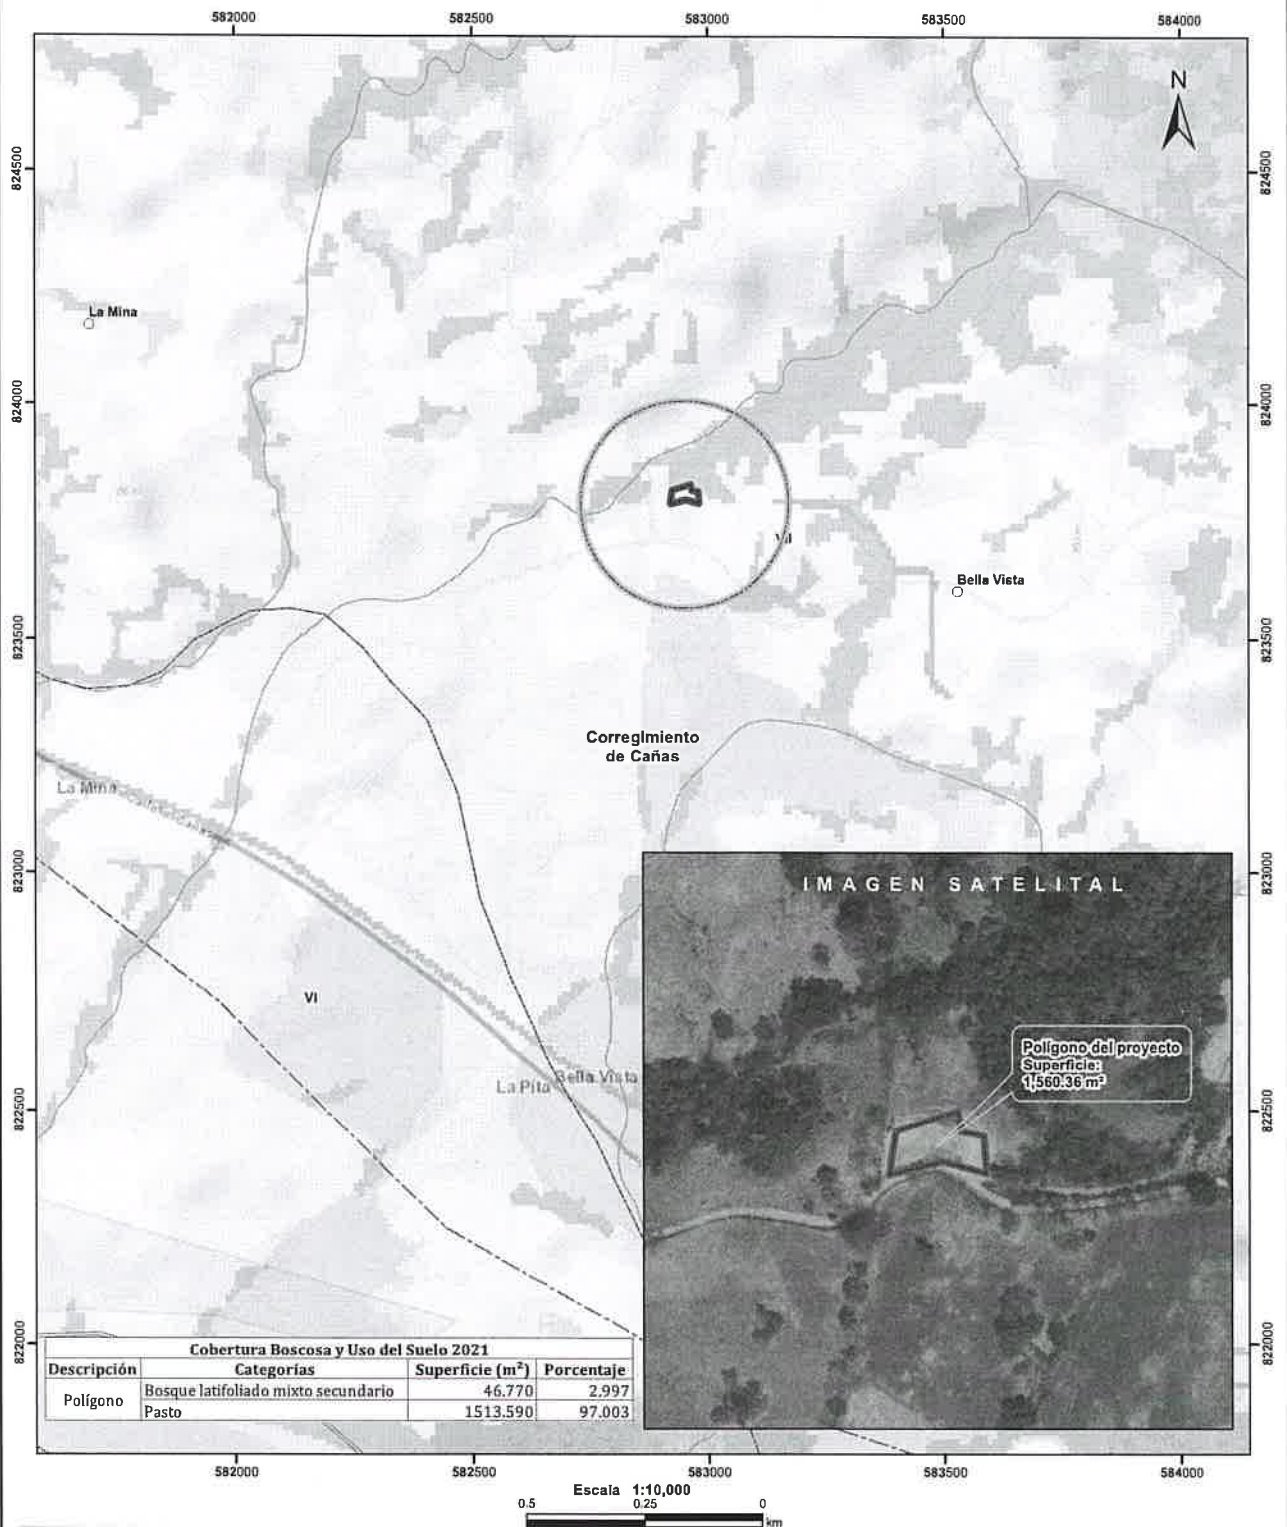 582000 582500 583000 583500 584000
N
824500 824500
La Mina
824000 824000
VII
Bella Vista
823500 823500
Corregimiento
de Cañas
La Mina
823000 823000
IMAGEN SATELITAL
VI
Polígono del proyecto
Superficie:
1,560.36 m²
La Pita Bella Vista
822500 822500
822000 822000
Cobertura Boscosa y Uso del Suelo 2021
Descripción Categorías Superficie (m²) Porcentaje
Polígono Bosque latifoliado mixto secundario 46.770 2.997
Pasto 1513.590 97.003
582000 582500 583000 583500 584000
Escala 1:10,000
0.5 0.25 0
km